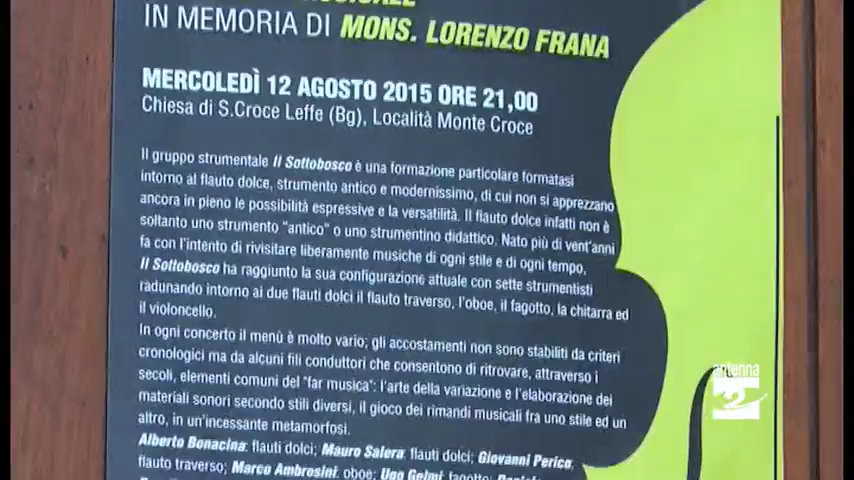 IN MEMORIA DI MONS. LORENZO FRANA
MERCOLEDÌ 12 AGOSTO 2015 ORE 21,00
Chiesa di S.Croce Leffe (Bg), Località Monte Croce
Il gruppo strumentale Il Sottobosco è una formazione particolare formatasi
intorno al flauto dolce, strumento antico e modernissimo, di cui non si apprezzano
ancora in pieno le possibilità espressive e la versatilità. Il flauto dolce infatti non è
soltanto uno strumento "antico" o uno strumentino didattico. Nato più di vent'anni
fa con l'intento di rivisitare liberamente musiche di ogni stile e di ogni tempo,
Il Sottobosco ha raggiunto la sua configurazione attuale con sette strumentisti
radunando intorno ai due flauti dolci il flauto traverso, l'oboe, il fagotto, la chitarra ed
il violoncello.
In ogni concerto il menù è molto vario; gli accostamenti non sono stabiliti da criteri
cronologici ma da alcuni fili conduttori che consentono di ritrovare, attraverso i
secoli, elementi comuni del "far musica": l'arte della variazione e l'elaborazione dei
materiali sonori secondo stili diversi, il gioco dei rimandi musicali fra uno stile ed un
altro, in un'incessante metamorfosi.
Alberto Bonacina: flauti dolci; Mauro Salera: flauti dolci; Giovanni Perico:
flauto traverso; Marco Ambrosini: oboe; Ugo Gelmi: fagotto;
antenna
2